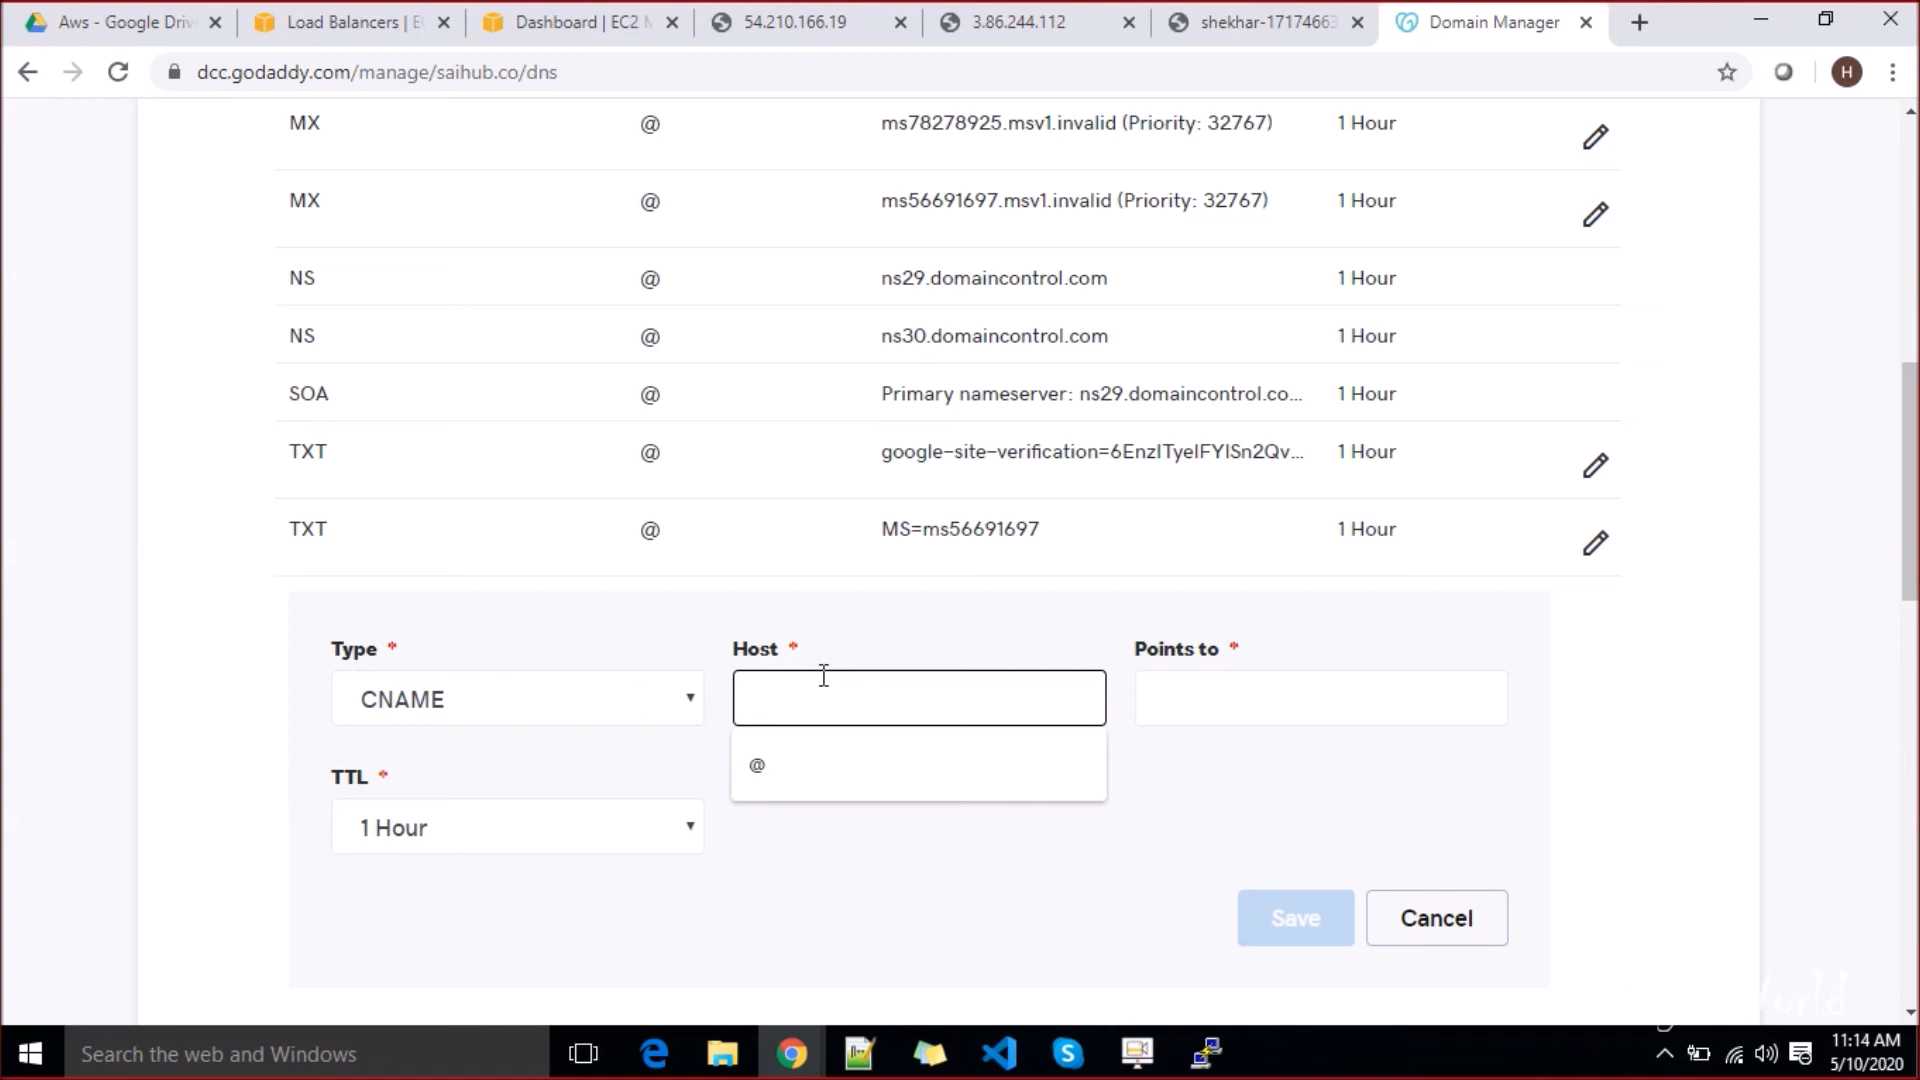 Aws - Google Driv
Load Balancers | E
Dashboard | EC2 M
54.210.166.19
3.86.244.112
shekhar-17174663
Domain Manager
dcc.godaddy.com/manage/saihub.co/dns
H
MX @ ms78278925.msv1.invalid (Priority: 32767) 1 Hour
MX @ ms56691697.msv1.invalid (Priority: 32767) 1 Hour
NS @ ns29.domaincontrol.com 1 Hour
NS @ ns30.domaincontrol.com 1 Hour
SOA @ Primary nameserver: ns29.domaincontrol.co... 1 Hour
TXT @ google-site-verification=6EnzITyeIFYISn2Qv... 1 Hour
TXT @ MS=ms56691697 1 Hour
Type * Host * Points to *
CNAME
@
TTL *
1 Hour
Save Cancel
Search the web and Windows
11:14 AM
5/10/2020